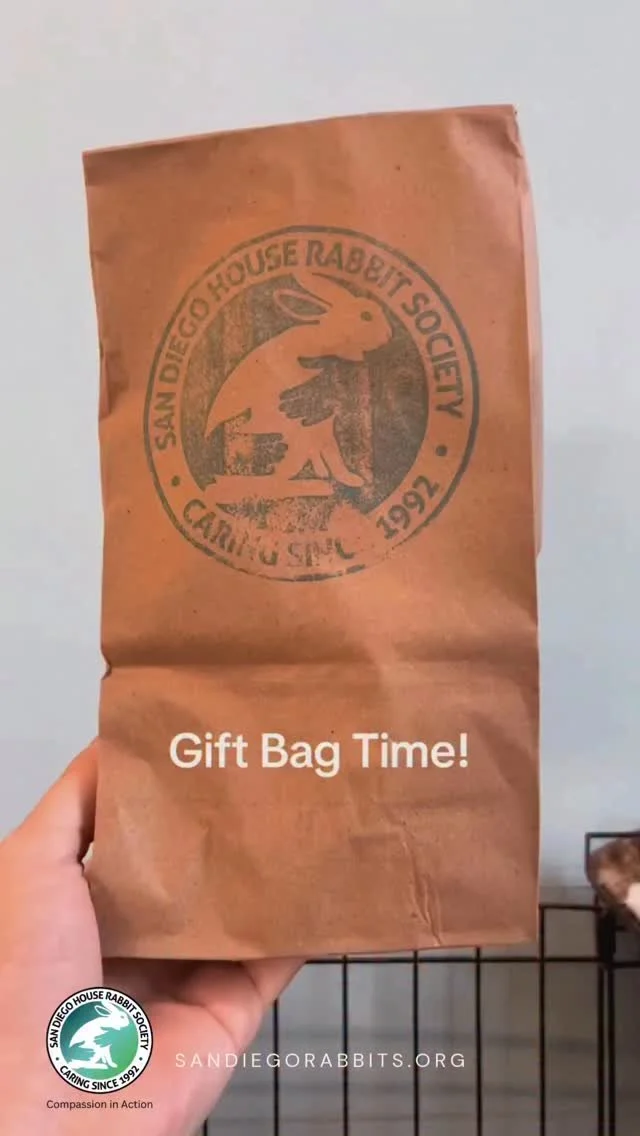 SAN DIEGO HOUSE RABBIT SOCIETY
CARING SINC 1992
Gift Bag Time!
SAN DIEGO HOUSE RABBIT SOCIETY
CARING SINCE 1992
SANDIEGORABBITS.ORG
Compassion in Action